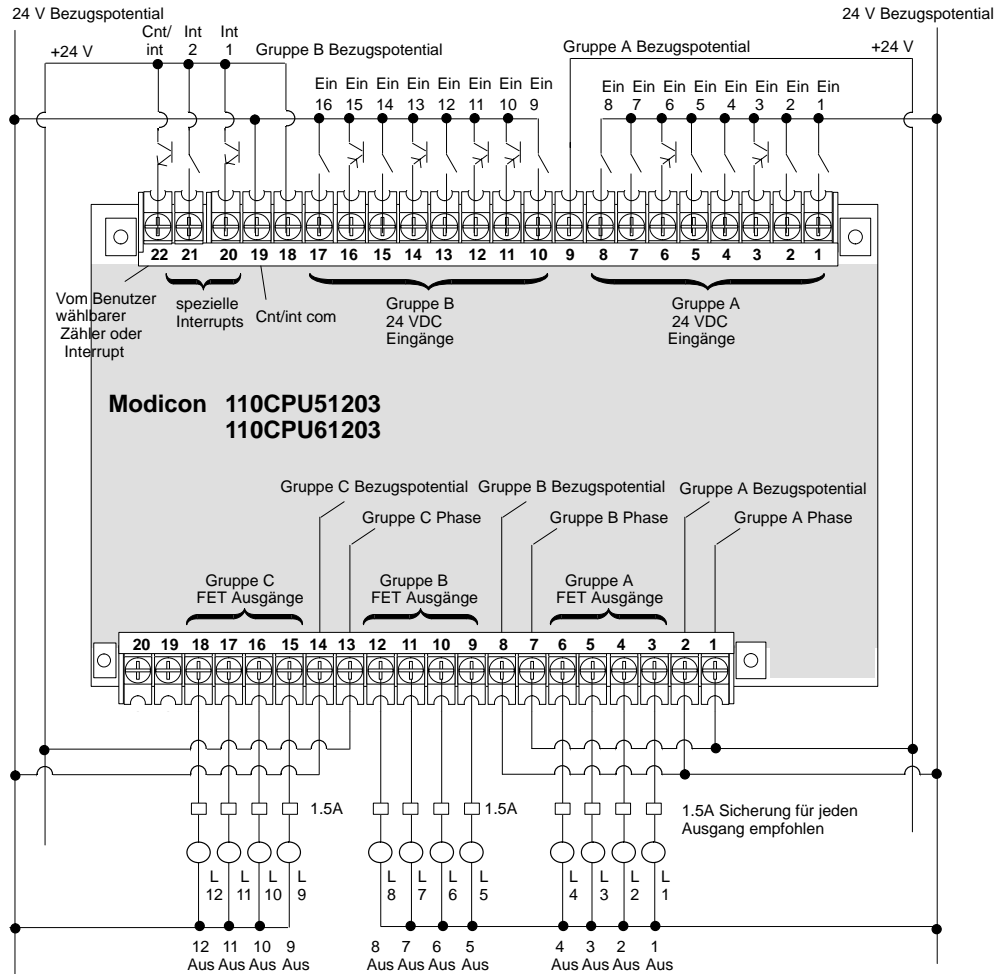 24 V Bezugspotential
24 V Bezugspotential
Cnt/ Int Int
int 2 1
+24 V
Gruppe B Bezugspotential
Gruppe A Bezugspotential
+24 V
Ein Ein Ein Ein Ein Ein Ein Ein
16 15 14 13 12 11 10 9
Ein Ein Ein Ein Ein Ein Ein Ein
8 7 6 5 4 3 2 1
22 21 20 19 18 17 16 15 14 13 12 11 10 9 8 7 6 5 4 3 2 1
Vom Benutzer
wählbarer
Zähler oder
Interrupt
spezielle
Interrupts
Cnt/int com
Gruppe B
24 VDC
Eingänge
Gruppe A
24 VDC
Eingänge
Modicon 110CPU51203
110CPU61203
Gruppe C Bezugspotential
Gruppe B Bezugspotential
Gruppe A Bezugspotential
Gruppe C Phase
Gruppe B Phase
Gruppe A Phase
Gruppe C
FET Ausgänge
Gruppe B
FET Ausgänge
Gruppe A
FET Ausgänge
20 19 18 17 16 15 14 13 12 11 10 9 8 7 6 5 4 3 2 1
1.5A
1.5A
1.5A Sicherung für jeden
Ausgang empfohlen
L L L L L L L L L L L L
12 11 10 9 8 7 6 5 4 3 2 1
12 11 10 9 8 7 6 5 4 3 2 1
Aus Aus Aus Aus Aus Aus Aus Aus Aus Aus Aus Aus